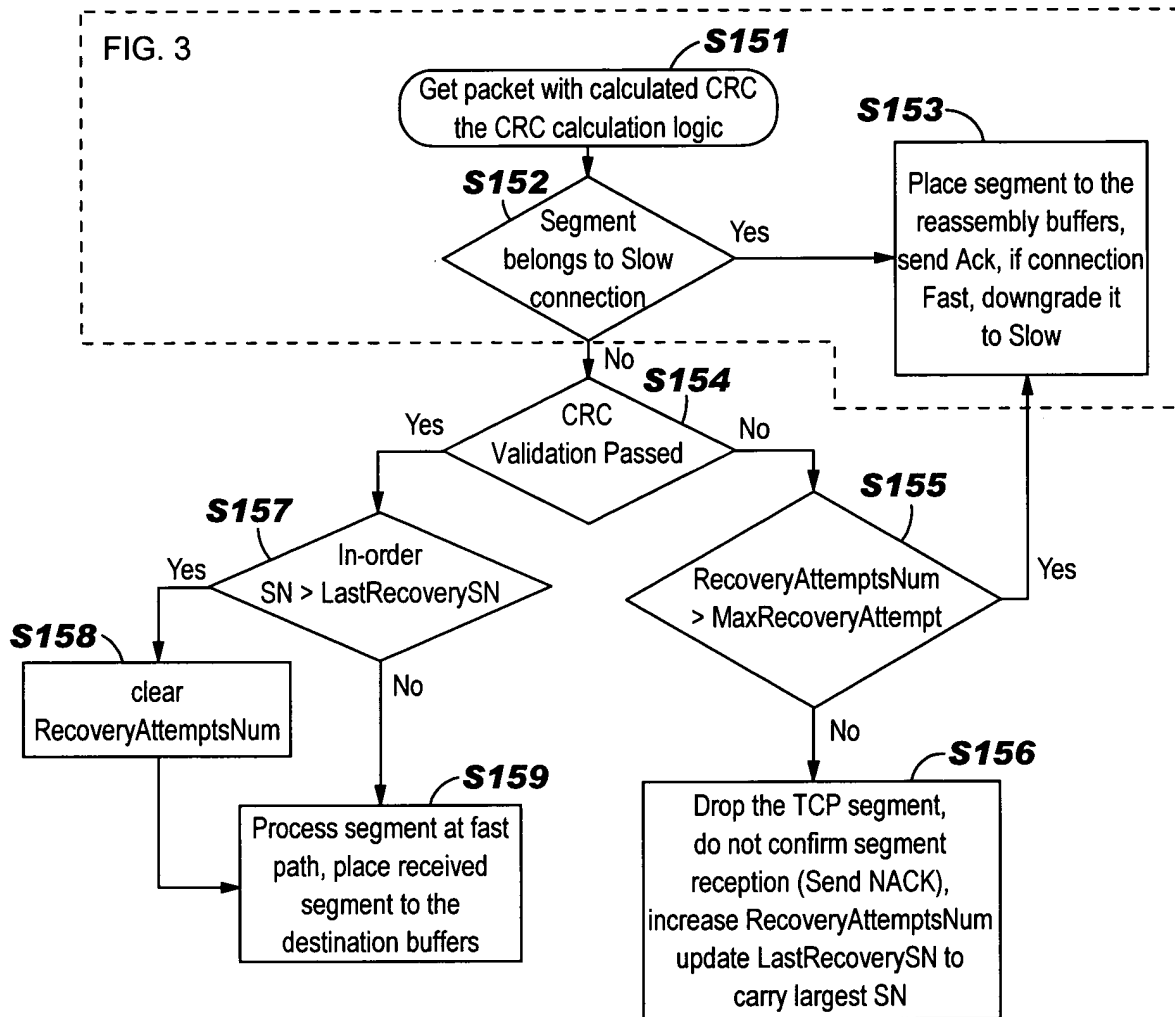 FIG. 3
S151
Get packet with calculated CRC
the CRC calculation logic
S152
Segment
belongs to Slow
connection
Yes
S153
Place segment to the
reassembly buffers,
send Ack, if connection
Fast, downgrade it
to Slow
No
S154
CRC
Validation Passed
Yes
No
S157
In-order
SN > LastRecoverySN
Yes
S155
RecoveryAttemptsNum
> MaxRecoveryAttempt
Yes
S158
clear
RecoveryAttemptsNum
No
No
S159
Process segment at fast
path, place received
segment to the
destination buffers
S156
Drop the TCP segment,
do not confirm segment
reception (Send NACK),
increase RecoveryAttemptsNum
update LastRecoverySN to
carry largest SN